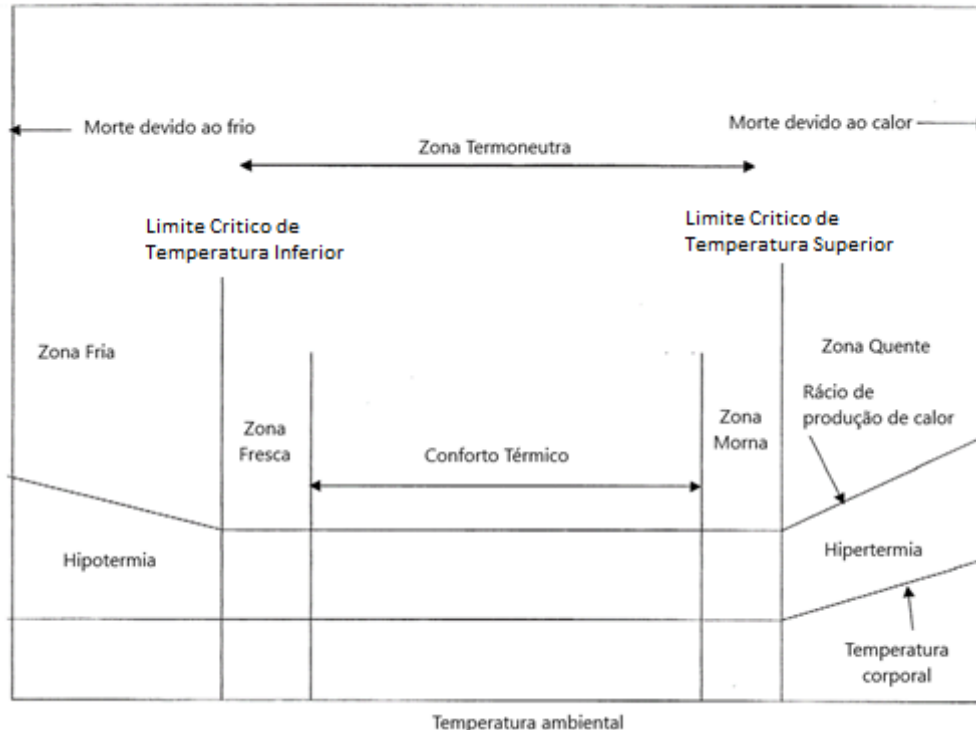 Morte devido ao frio
Morte devido ao calor
Zona Termoneutra
Limite Critico de
Temperatura Inferior
Limite Critico de
Temperatura Superior
Zona Fria
Zona Quente
Rácio de
produção de calor
Zona
Fresca
Conforto Térmico
Zona
Morna
Hipotermia
Hipertermia
Temperatura
corporal
Temperatura ambiental